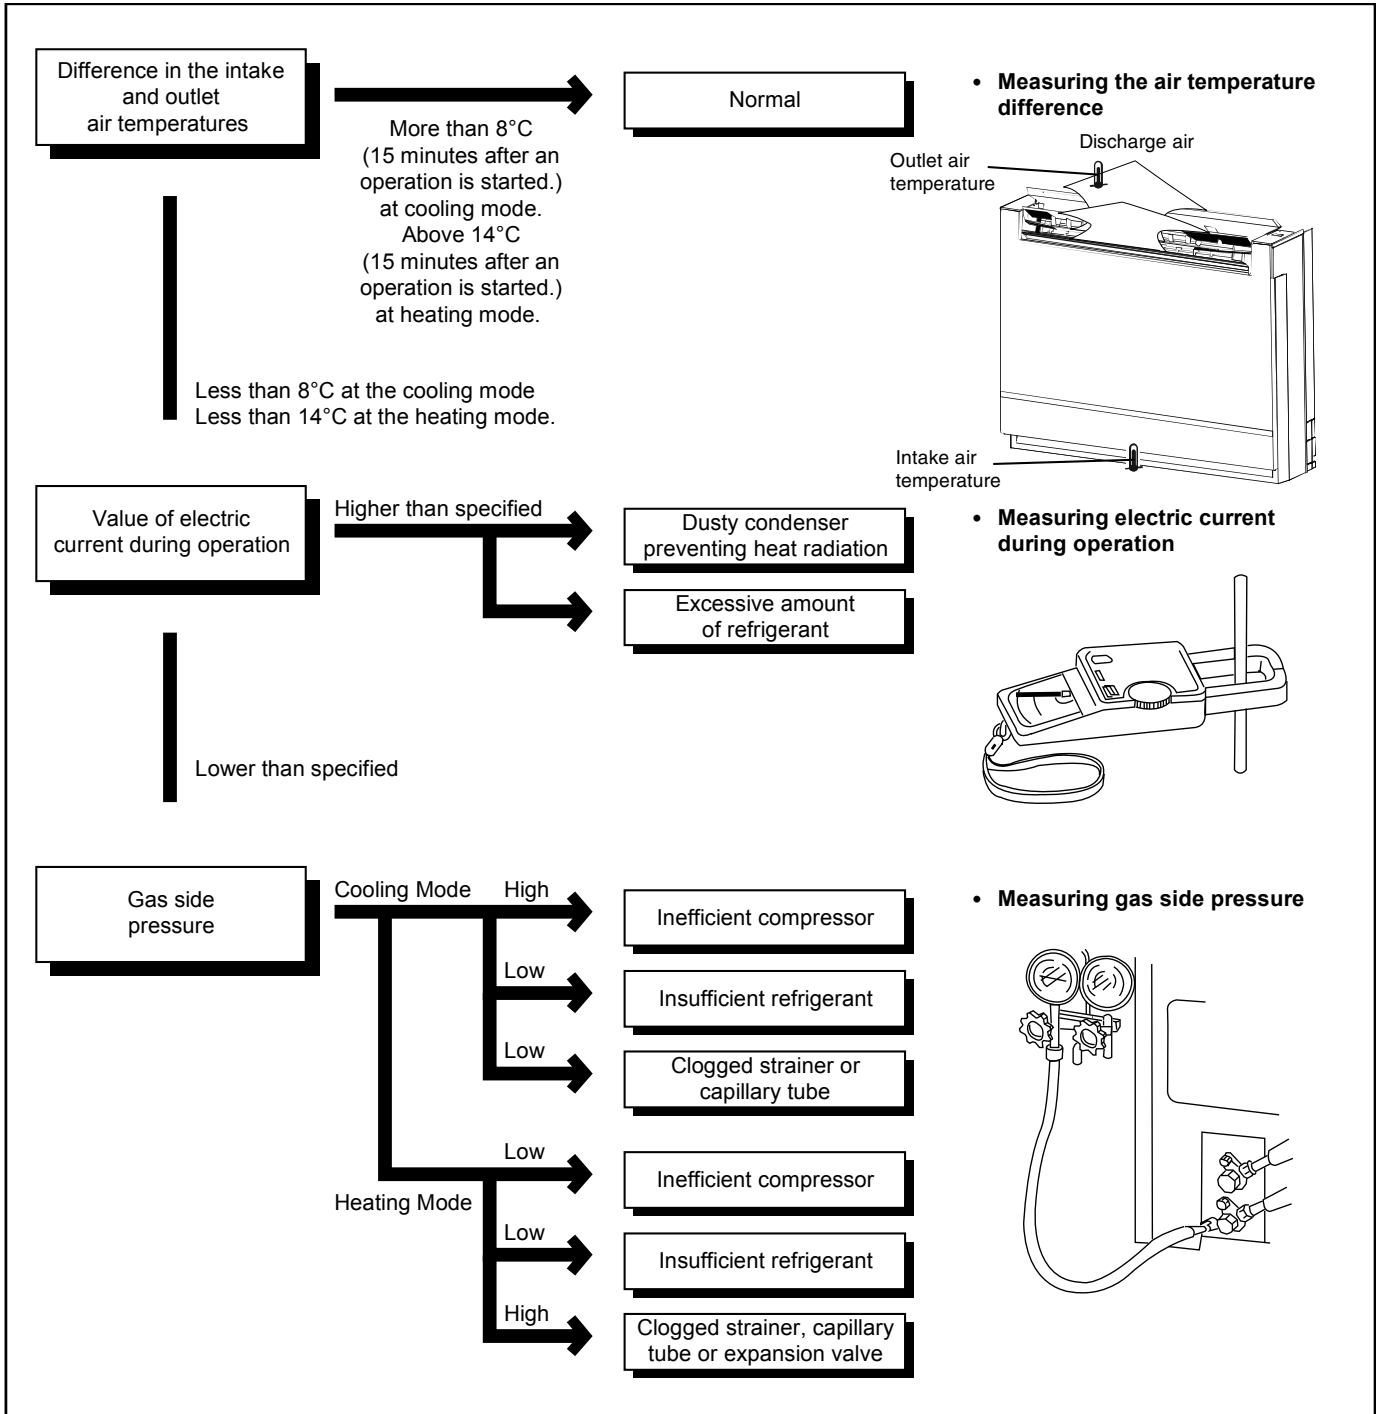 Difference in the intake
and outlet
air temperatures
More than 8°C
(15 minutes after an
operation is started.)
at cooling mode.
Above 14°C
(15 minutes after an
operation is started.)
at heating mode.
Normal
• Measuring the air temperature
difference
Discharge air
Outlet air
temperature
Intake air
temperature
Less than 8°C at the cooling mode
Less than 14°C at the heating mode.
Value of electric
current during operation
Higher than specified
Dusty condenser
preventing heat radiation
Excessive amount
of refrigerant
• Measuring electric current
during operation
Lower than specified
Gas side
pressure
Cooling Mode
High
Inefficient compressor
Low
Insufficient refrigerant
Low
Clogged strainer or
capillary tube
Heating Mode
Low
Inefficient compressor
Low
Insufficient refrigerant
High
Clogged strainer, capillary
tube or expansion valve
• Measuring gas side pressure